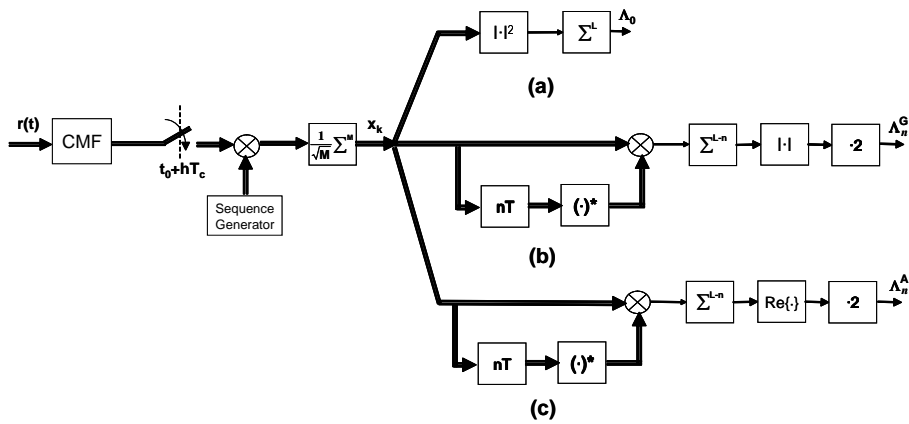 r(t)
CMF
t₀+hT꜀
Sequence
Generator
1/√M Σᴹ
xₖ
|·|²
Σᴸ
Λ₀
(a)
Σᴸ⁻ⁿ
|·|
·2
Λₙᴳ
nT
(·)*
(b)
Σᴸ⁻ⁿ
Re{·}
·2
Λₙᴬ
nT
(·)*
(c)